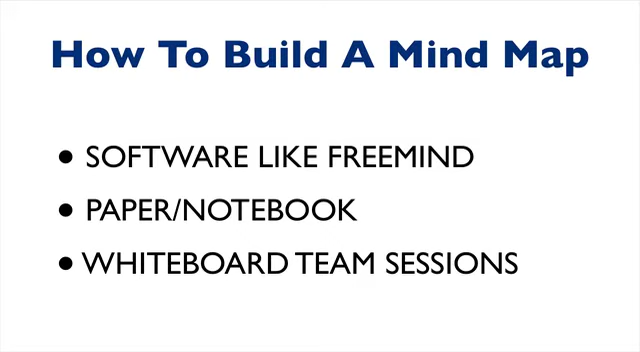 How To Build A Mind Map
• SOFTWARE LIKE FREEMIND
• PAPER/NOTEBOOK
• WHITEBOARD TEAM SESSIONS